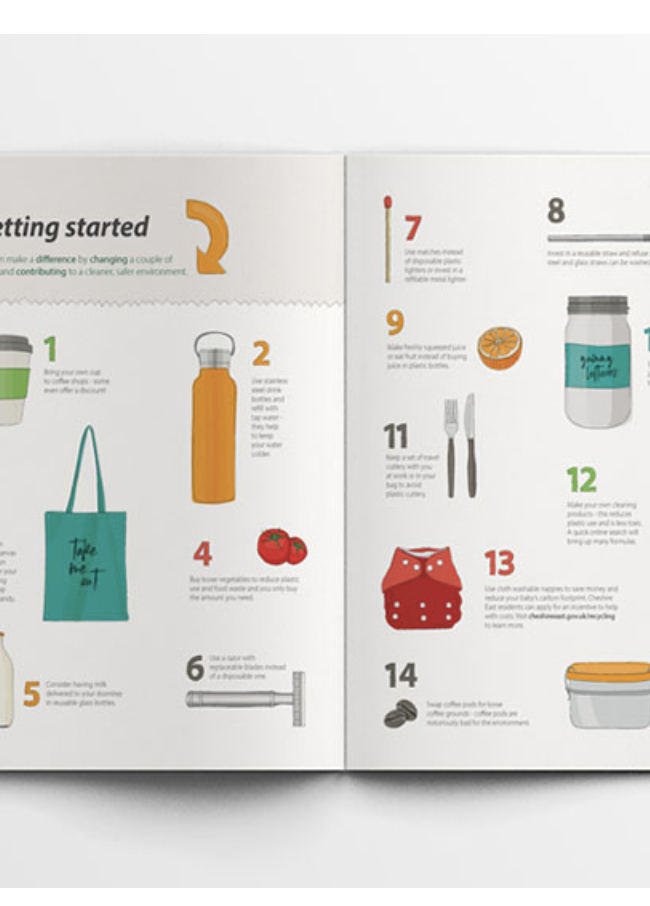 etting started
n make a difference by changing a couple of
and contributing to a cleaner, safer environment.
1
Bring your own cup
to coffee shops - some
even offer a discount
2
Use stainless
steel drink
bottles and
refill with
tap water -
they help
to keep
your water
colder.
Take
me
out
4
Buy loose vegetables to reduce plastic
use and food waste and you only buy
the amount you need.
5
Consider having milk
delivered to your doorstep
in reusable glass bottles.
6
Use a razor with
replaceable blades instead
of a disposable one.
7
Use matches instead
of disposable plastic
lighters or invest in a
refillable metal lighter.
8
Invest in a reusable straw and refuse
steel and glass straws can be washed
9
Make freshly squeezed juice
or eat fruit instead of buying
juice in plastic bottles.
yummy
leftovers
11
Keep a set of travel
cutlery with you
at work or in your
bag to avoid
plastic cutlery.
12
Make your own cleaning
products - this reduces
plastic use and is less toxic.
A quick online search will
bring up many formulas.
13
Use cloth washable nappies to save money and
reduce your baby's carbon footprint. Cheshire
East residents can apply for an incentive to help
with costs. Visit cheshireeast.gov.uk/recycling
to learn more.
14
Swap coffee pods for loose
coffee grounds - coffee pods are
notoriously bad for the environment.